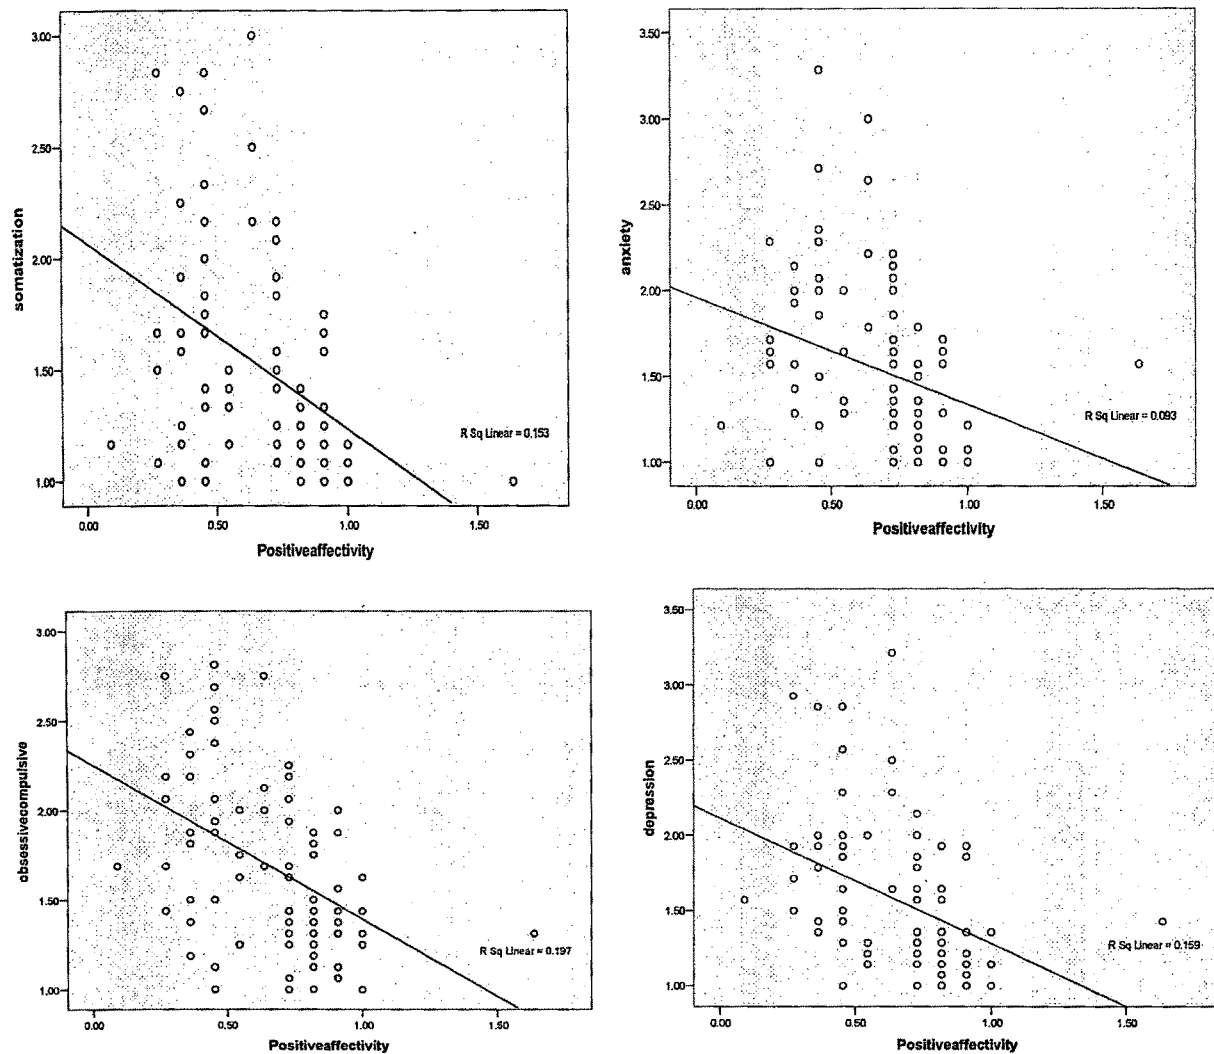 3.00
2.50
2.00
1.50
1.00
somatization
R Sq Linear = 0.153
0.00 0.50 1.00 1.50
Positiveaffectivity
3.50
3.00
2.50
2.00
1.50
1.00
anxiety
R Sq Linear = 0.093
0.00 0.50 1.00 1.50
Positiveaffectivity
3.00
2.50
2.00
1.50
1.00
obsessivecompulsive
R Sq Linear = 0.197
0.00 0.50 1.00 1.50
Positiveaffectivity
3.50
3.00
2.50
2.00
1.50
1.00
depression
R Sq Linear = 0.159
0.00 0.50 1.00 1.50
Positiveaffectivity